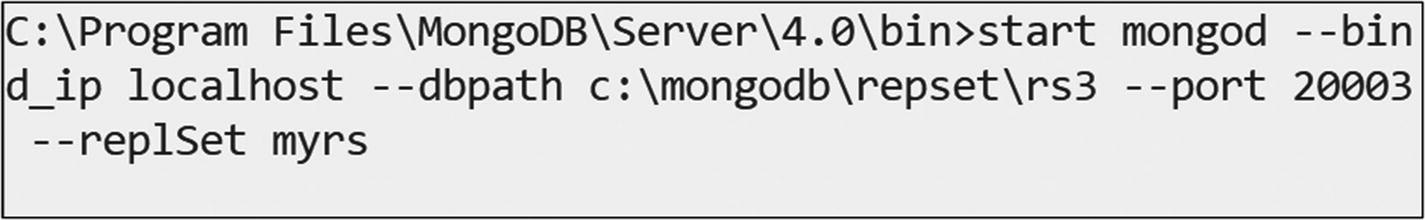 C:\Program Files\MongoDB\Server\4.0\bin>start mongod --bin
d_ip localhost --dbpath c:\mongodb\repset\rs3 --port 20003
 --replSet myrs